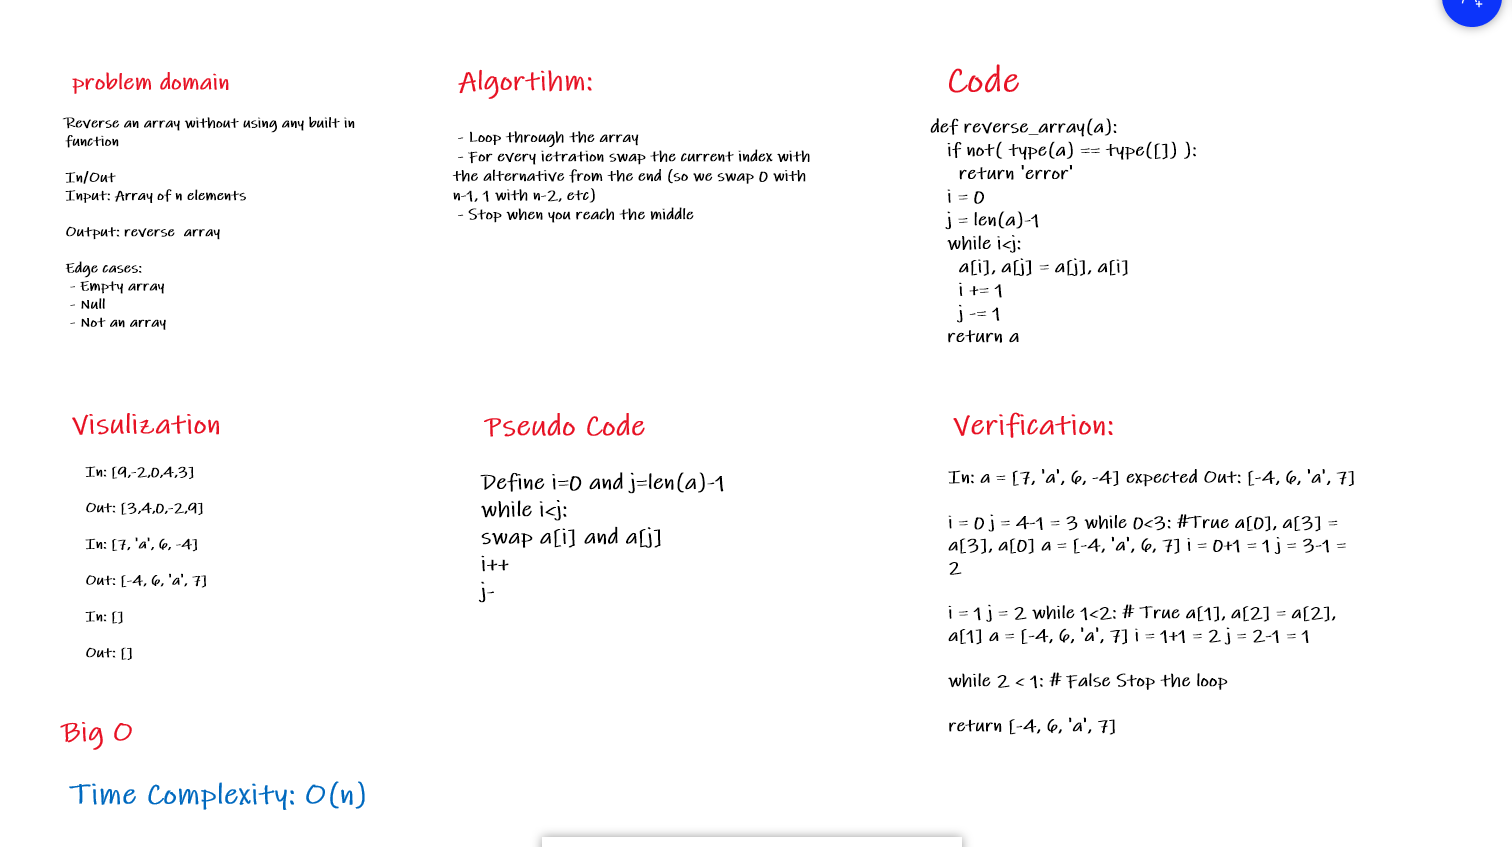 problem domain
Reverse an array without using any built in
function
In/Out
Input: Array of n elements
Output: reverse array
Edge cases:
- Empty array
- Null
- Not an array
Algortihm:
- Loop through the array
- For every ietration swap the current index with
the alternative from the end (so we swap 0 with
n-1, 1 with n-2, etc)
- Stop when you reach the middle
Code
def reverse_array(a):
if not( type(a) == type([]) ):
return 'error'
i = 0
j = len(a)-1
while i<j:
a[i], a[j] = a[j], a[i]
i += 1
j -= 1
return a
Visulization
In: [9,-2,0,4,3]
Out: [3,4,0,-2,9]
In: [7, 'a', 6, -4]
Out: [-4, 6, 'a', 7]
In: []
Out: []
Pseudo Code
Define i=0 and j=len(a)-1
while i<j:
swap a[i] and a[j]
i++
j-
Verification:
In: a = [7, 'a', 6, -4] expected Out: [-4, 6, 'a', 7]
i = 0 j = 4-1 = 3 while 0<3: #True a[0], a[3] =
a[3], a[0] a = [-4, 'a', 6, 7] i = 0+1 = 1 j = 3-1 =
2
i = 1 j = 2 while 1<2: # True a[1], a[2] = a[2],
a[1] a = [-4, 6, 'a', 7] i = 1+1 = 2 j = 2-1 = 1
while 2 < 1: # False Stop the loop
return [-4, 6, 'a', 7]
Big O
Time Complexity: O(n)